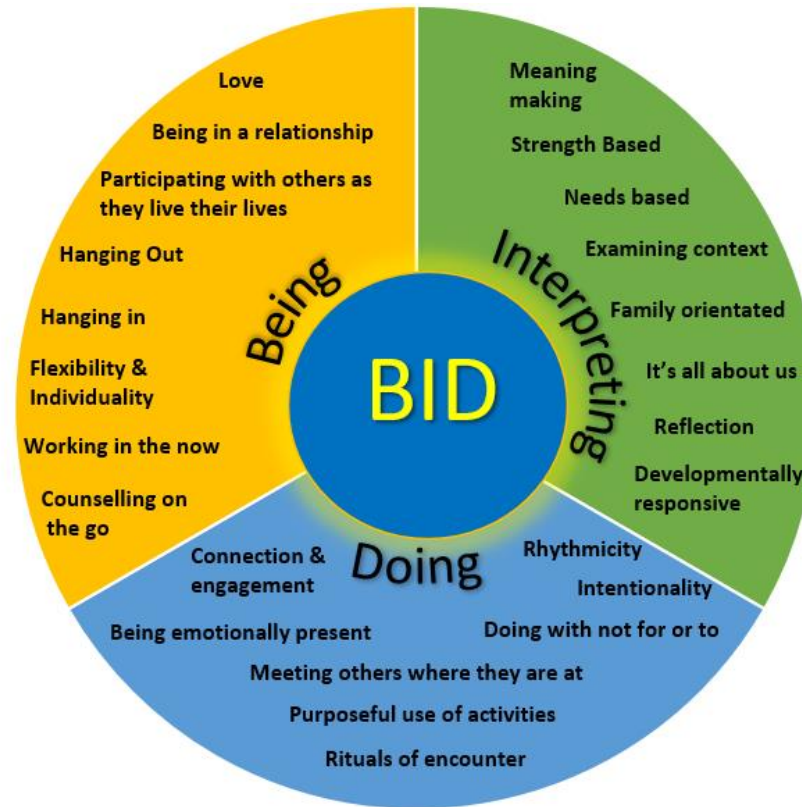 Love
Being in a relationship
Participating with others as
they live their lives
Hanging Out
Hanging in
Flexibility &
Individuality
Working in the now
Counselling on
the go
Being
BID
Interpreting
Meaning
making
Strength Based
Needs based
Examining context
Family orientated
It's all about us
Reflection
Developmentally
responsive
Doing
Connection &
engagement
Rhythmicity
Intentionality
Being emotionally present
Doing with not for or to
Meeting others where they are at
Purposeful use of activities
Rituals of encounter